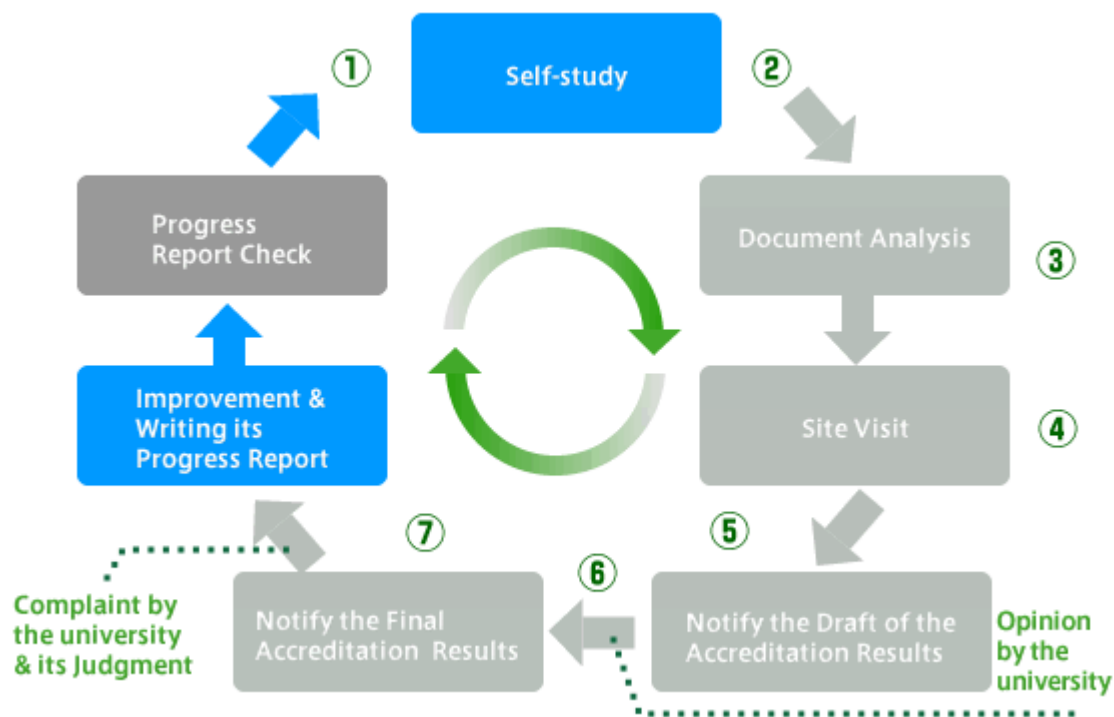 ①
Self-study
②
Document Analysis
③
Site Visit
④
⑤
Notify the Draft of the
Accreditation Results
Opinion
by the
university
⑥
⑦
Notify the Final
Accreditation Results
Complaint by
the university
& its Judgment
Improvement &
Writing its
Progress Report
Progress
Report Check